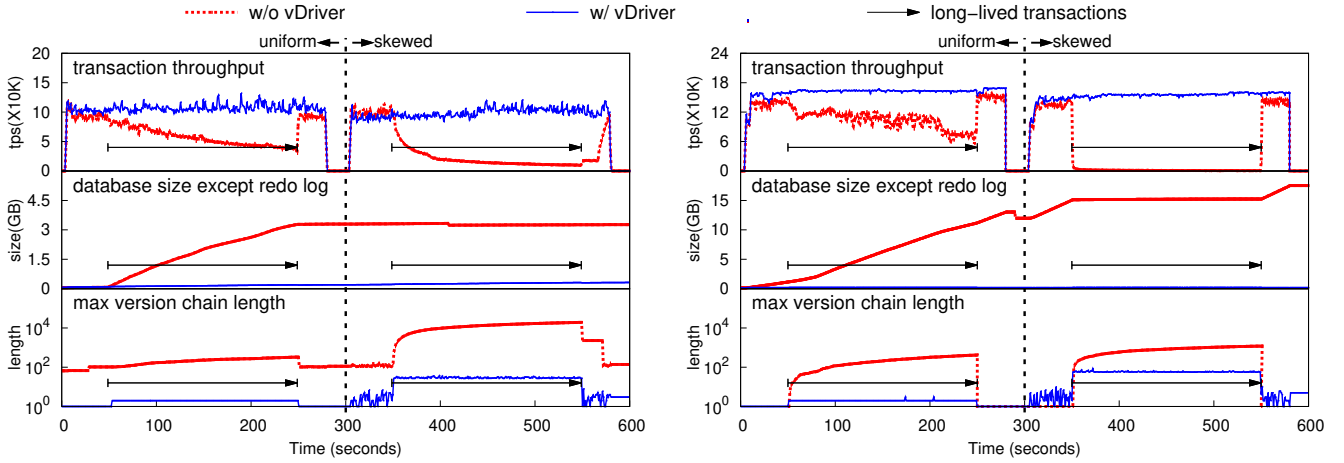 w/o vDriver w/ vDriver long-lived transactions
uniform skewed
transaction throughput
tps(X10K)
20
15
10
5
0
database size except redo log
size(GB)
4.5
3
1.5
0
max version chain length
length
10^4
10^2
10^0
0 100 200 300 400 500 600
Time (seconds)
uniform skewed
transaction throughput
tps(X10K)
24
18
12
6
0
database size except redo log
size(GB)
15
10
5
0
max version chain length
length
10^4
10^2
10^0
0 100 200 300 400 500 600
Time (seconds)